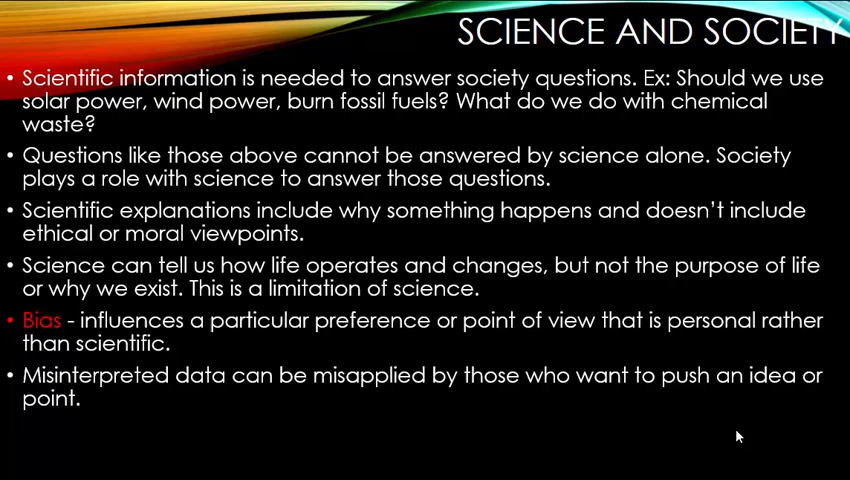 SCIENCE AND SOCIETY
• Scientific information is needed to answer society questions. Ex: Should we use
solar power, wind power, burn fossil fuels? What do we do with chemical
waste?
• Questions like those above cannot be answered by science alone. Society
plays a role with science to answer those questions.
• Scientific explanations include why something happens and doesn’t include
ethical or moral viewpoints.
• Science can tell us how life operates and changes, but not the purpose of life
or why we exist. This is a limitation of science.
• Bias - influences a particular preference or point of view that is personal rather
than scientific.
• Misinterpreted data can be misapplied by those who want to push an idea or
point.